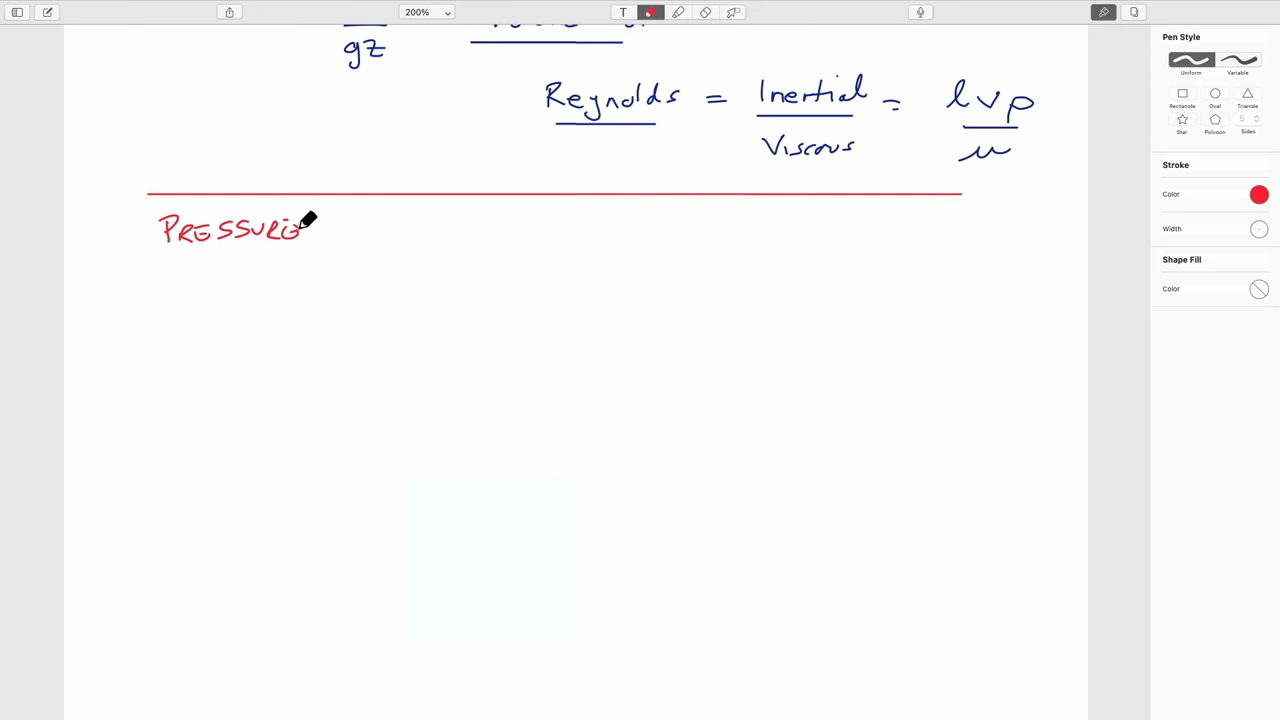 200%
T
gz
Reynolds = Inertial = l v ρ
Viscous μ
PRESSURE
Pen Style
Uniform Variable
Rectangle Oval Triangle
5
Star Polygon Sides
Stroke
Color
Width
Shape Fill
Color